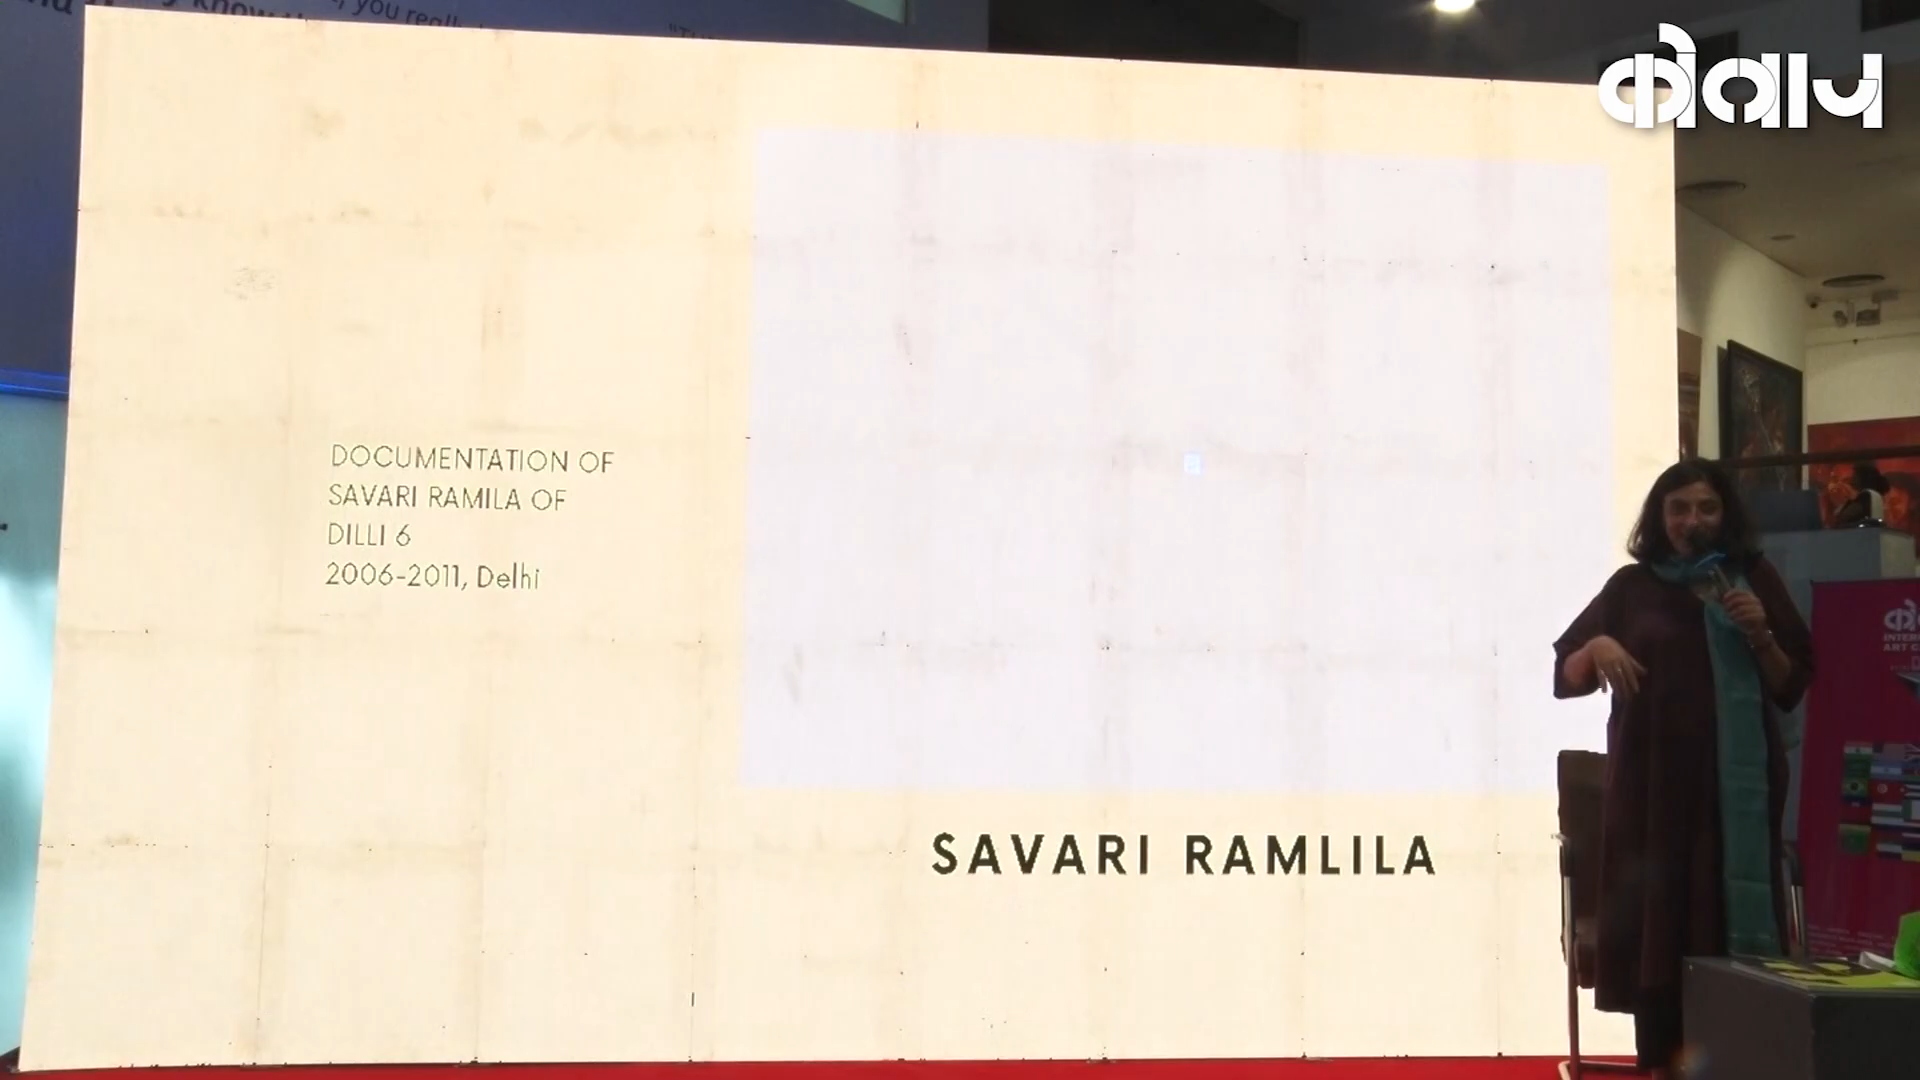 कोवाय
DOCUMENTATION OF
SAVARI RAMILA OF
DILLI 6
2006-2011, Delhi
SAVARI RAMLILA